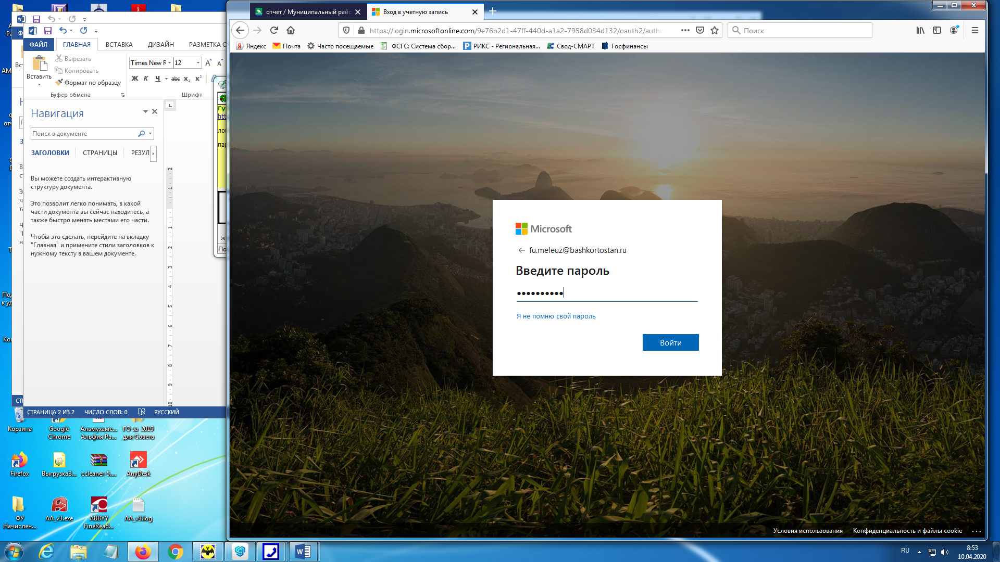 отчет / Муниципальный райо
Вход в учетную запись
https://login.microsoftonline.com/9e76b2d1-47ff-440d-a1a2-7958d034d132/oauth2/autho
Поиск
Яндекс
Почта
Часто посещаемые
ФСГС: Система сбор...
РИКС - Региональная...
Свод-СМАРТ
Госфинансы
ФАЙЛ
ГЛАВНАЯ
ВСТАВКА
ДИЗАЙН
РАЗМЕТКА С
Вставить
Вырезать
Копировать
Формат по образцу
Буфер обмена
Times New R
12
Ж К Ч abc x₂ x²
Шрифт
Навигация
Поиск в документе
ЗАГОЛОВКИ
СТРАНИЦЫ
РЕЗУЛ
Вы можете создать интерактивную
структуру документа.
Это позволит легко понимать, в какой
части документа вы сейчас находитесь, а
также быстро менять местами его части.
Чтобы это сделать, перейдите на вкладку
"Главная" и примените стили заголовков к
нужному тексту в вашем документе.
СТРАНИЦА 2 ИЗ 2
ЧИСЛО СЛОВ: 0
РУССКИЙ
Microsoft
fu.meleuz@bashkortostan.ru
Введите пароль
Я не помню свой пароль
Войти
Условия использования
Конфиденциальность и файлы cookie
Корзина
Google
Chrome
Альмухаме...
Альфия Ра...
ГО за 2019
для Совета
Firefox
ВыгрузкаЗ...
ccleaner-5....
AnyDesk
ФУ
Начислен...
AA_v3.exe
ABBYY
FineRead...
AA_v3.log
RU
8:53
10.04.2020